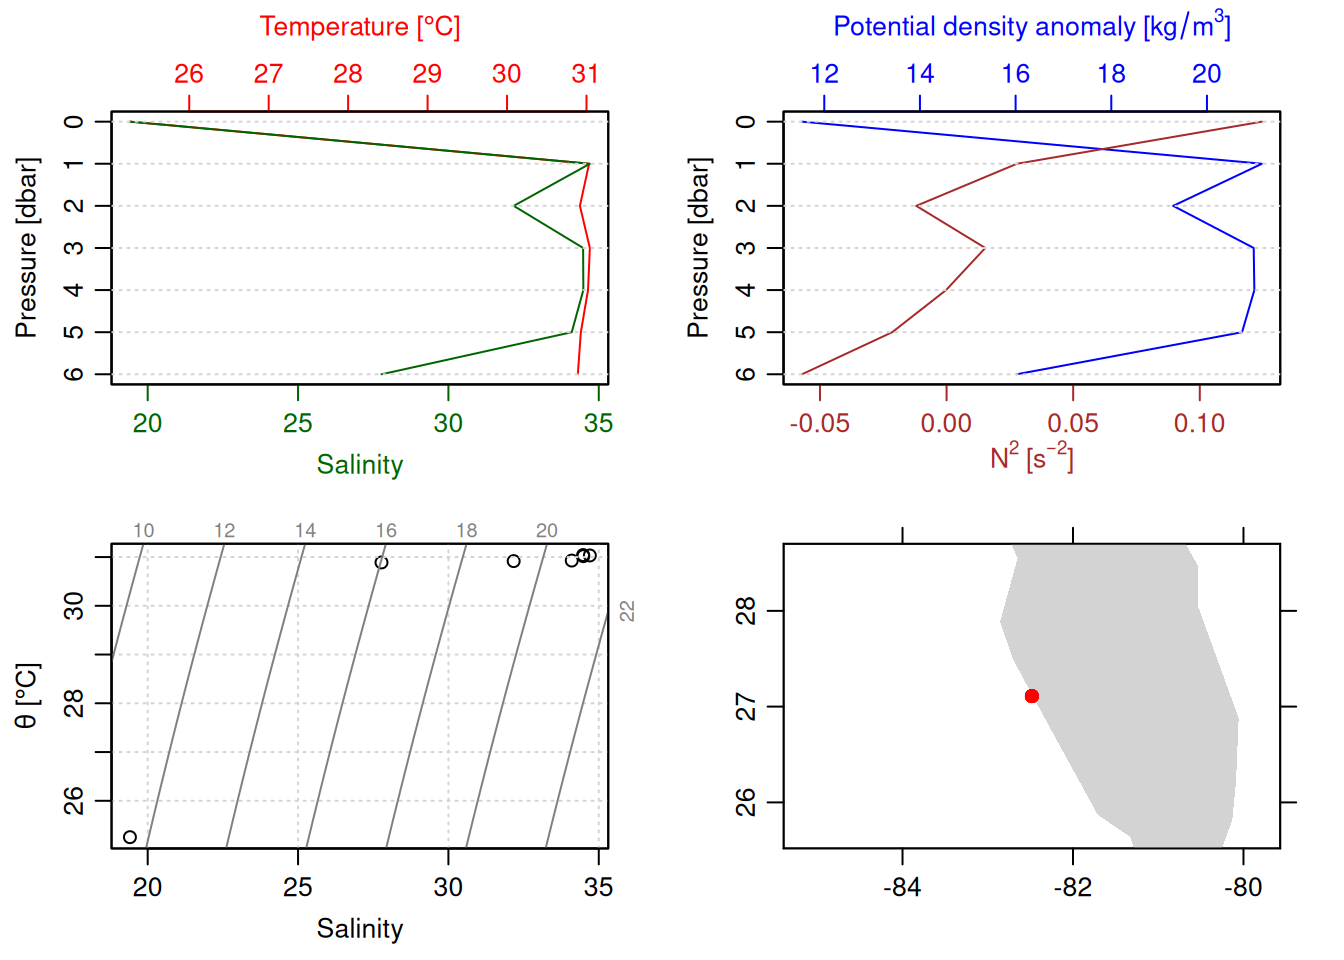 Temperature [°C]
26 27 28 29 30 31
Pressure [dbar]
0
1
2
3
4
5
6
20 25 30 35
Salinity
Potential density anomaly [kg/m³]
12 14 16 18 20
Pressure [dbar]
0
1
2
3
4
5
6
-0.05 0.00 0.05 0.10
N² [s⁻²]
10 12 14 16 18 20
22
θ [°C]
30
28
26
20 25 30 35
Salinity
28
27
26
-84 -82 -80